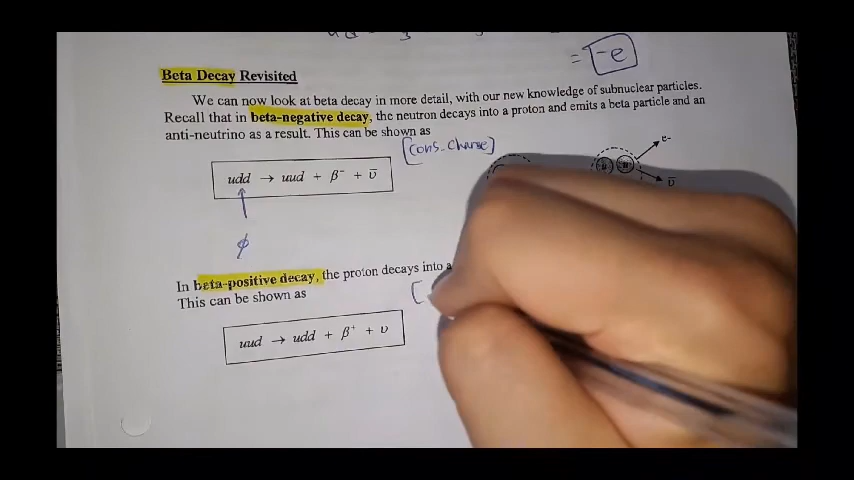 = -e
Beta Decay Revisited
We can now look at beta decay in more detail, with our new knowledge of subnuclear particles.
Recall that in beta-negative decay, the neutron decays into a proton and emits a beta particle and an
anti-neutrino as a result. This can be shown as
[cons. charge]
udd → uud + β⁻ + ῡ
u u e- ῡ
In beta-positive decay, the proton decays into a
This can be shown as
[
uud → udd + β⁺ + υ